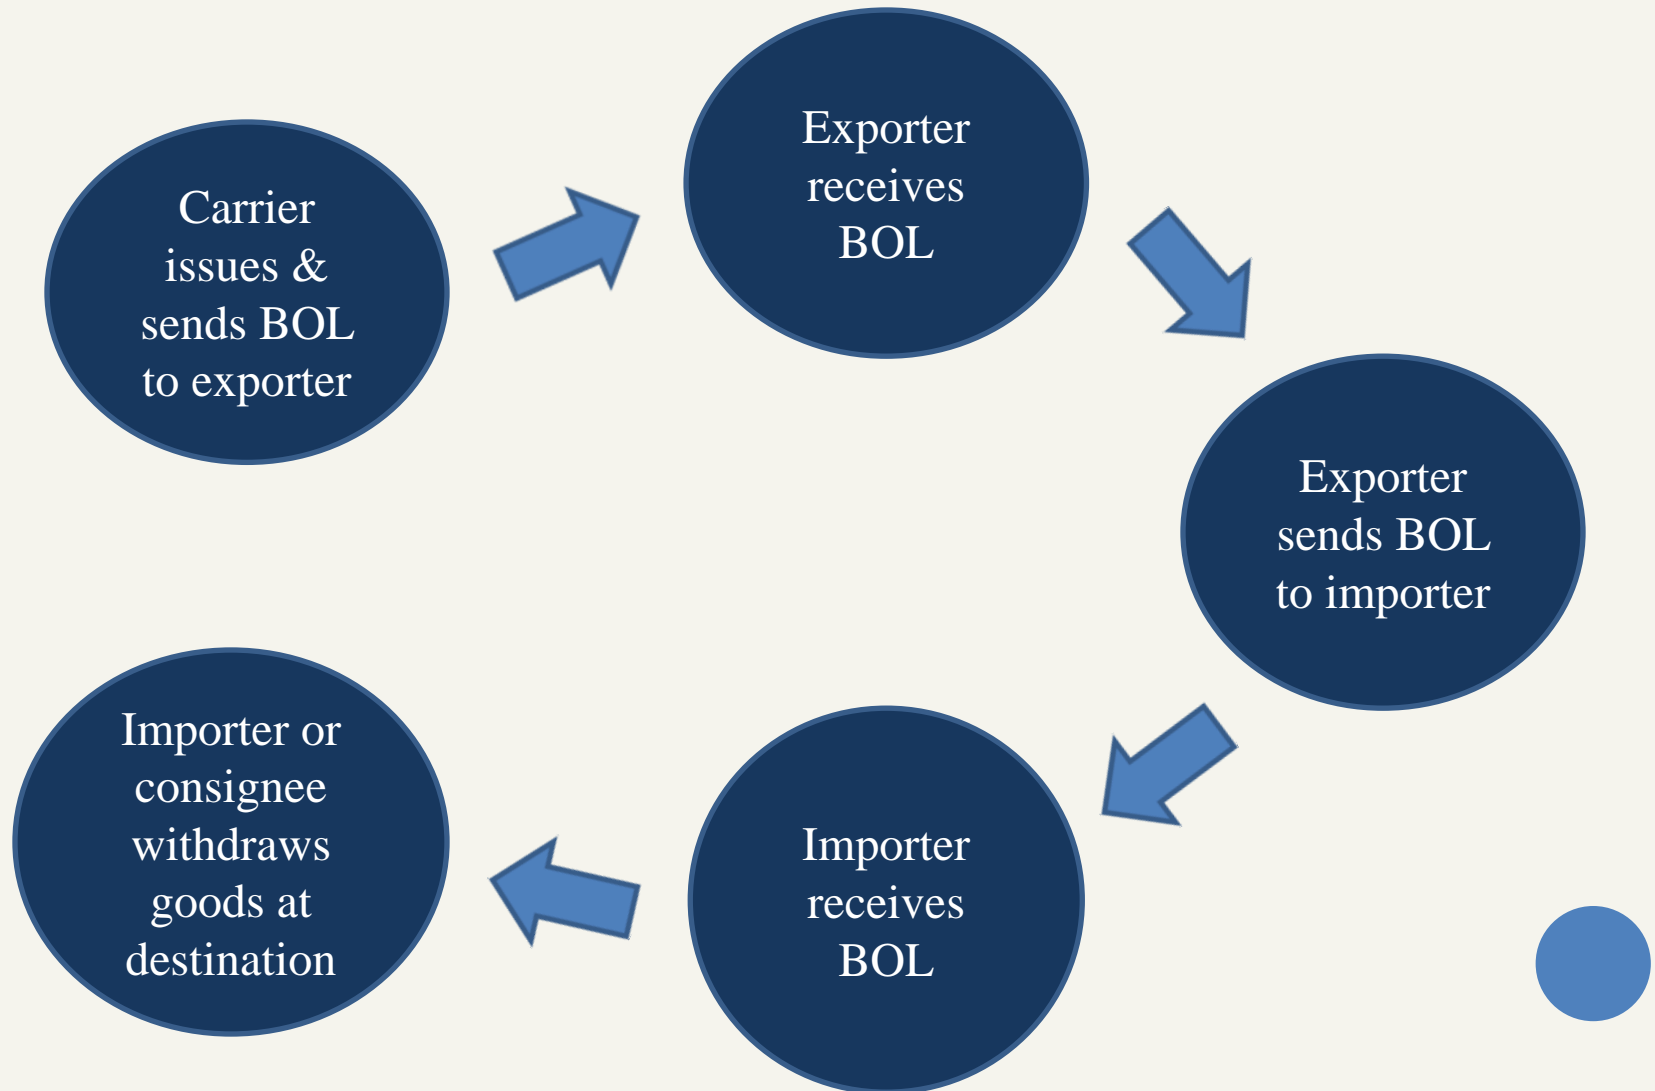 Carrier
issues &
sends BOL
to exporter
Exporter
receives
BOL
Exporter
sends BOL
to importer
Importer
receives
BOL
Importer or
consignee
withdraws
goods at
destination